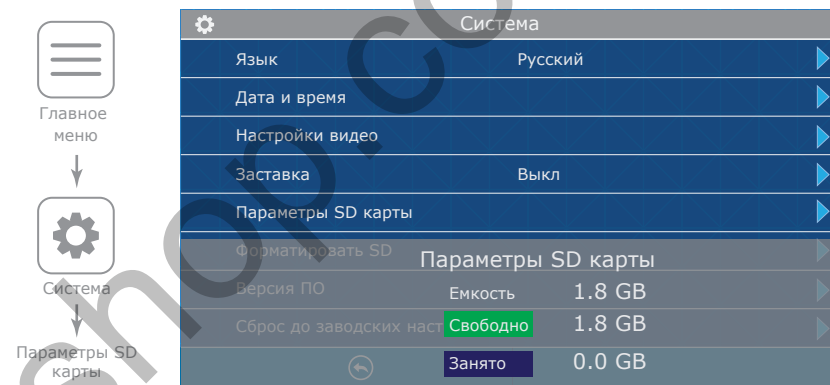 Главное
меню
Система
Параметры SD
карты
Система
Язык Русский
Дата и время
Настройки видео
Заставка Выкл
Параметры SD карты
Форматировать SD
Версия ПО
Сброс до заводских наст
Параметры SD карты
Емкость 1.8 GB
Свободно 1.8 GB
Занято 0.0 GB
shop.co